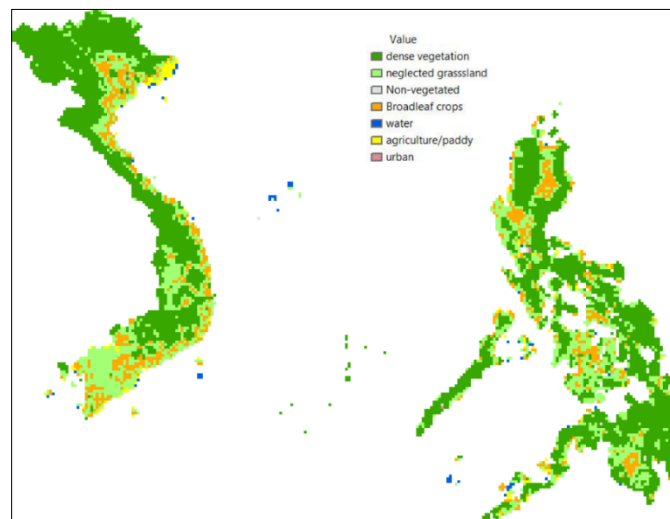 Value
dense vegetation
neglected grasssland
Non-vegetated
Broadleaf crops
water
agriculture/paddy
urban